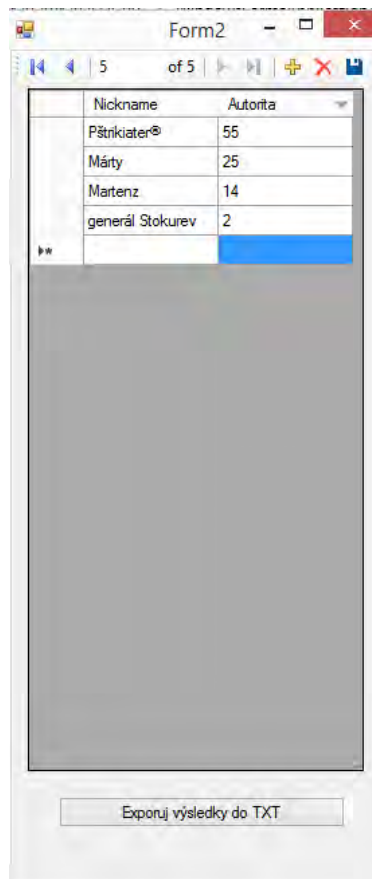 Form2
5 of 5
Nickname Autorita
Pštrikiater® 55
Márty 25
Martenz 14
generál Stokurev 2
Exporuj výsledky do TXT